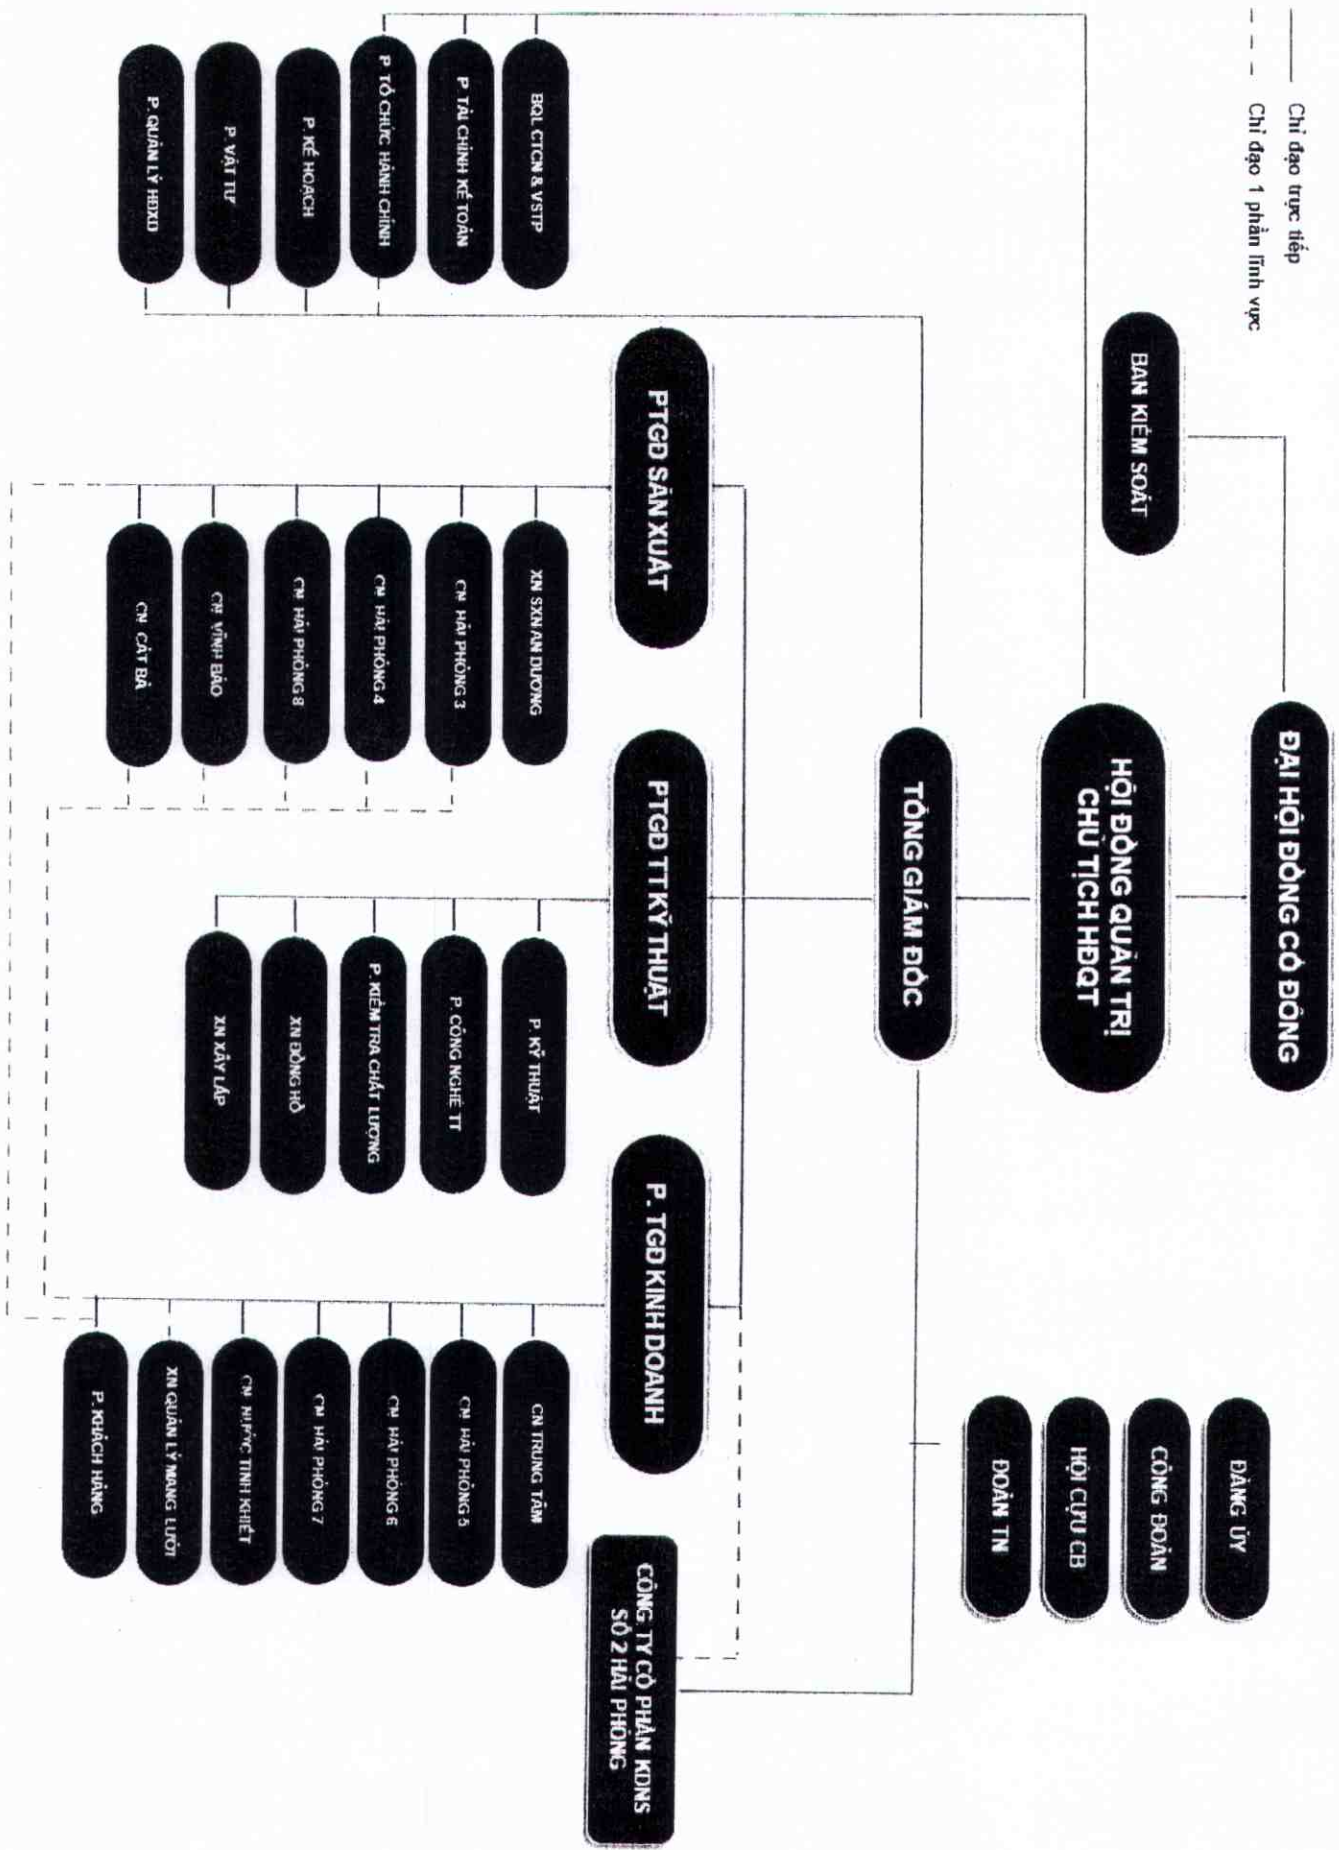 ——— Chỉ đạo trực tiếp
– – – Chỉ đạo 1 phần lĩnh vực
ĐẠI HỘI ĐỒNG CỔ ĐÔNG
BAN KIỂM SOÁT
HỘI ĐỒNG QUẢN TRỊ
CHỦ TỊCH HĐQT
TỔNG GIÁM ĐỐC
ĐẢNG ỦY
CÔNG ĐOÀN
HỘI CỰU CB
ĐOÀN TN
PTGĐ SẢN XUẤT
PTGĐ TT KỸ THUẬT
P. TGĐ KINH DOANH
CÔNG TY CỔ PHẦN KDNS
SỐ 2 HẢI PHÒNG
BQL CTCN & VSTP
P. TÀI CHÍNH KẾ TOÁN
P TỔ CHỨC HÀNH CHÍNH
P. KẾ HOẠCH
P. VẬT TƯ
P. QUẢN LÝ HĐXD
XN SXN AN DƯƠNG
CN HẢI PHÒNG 3
CN HẢI PHÒNG 4
CN HẢI PHÒNG 8
CN VĨNH BẢO
CN CÁT BÀ
P. KỸ THUẬT
P. CÔNG NGHỆ TT
P. KIỂM TRA CHẤT LƯỢNG
XN ĐỒNG HỒ
XN XÂY LẮP
CN TRUNG TÂM
CN HẢI PHÒNG 5
CN HẢI PHÒNG 6
CN HẢI PHÒNG 7
CN NƯỚC TINH KHIẾT
XN QUẢN LÝ MẠNG LƯỚI
P. KHÁCH HÀNG